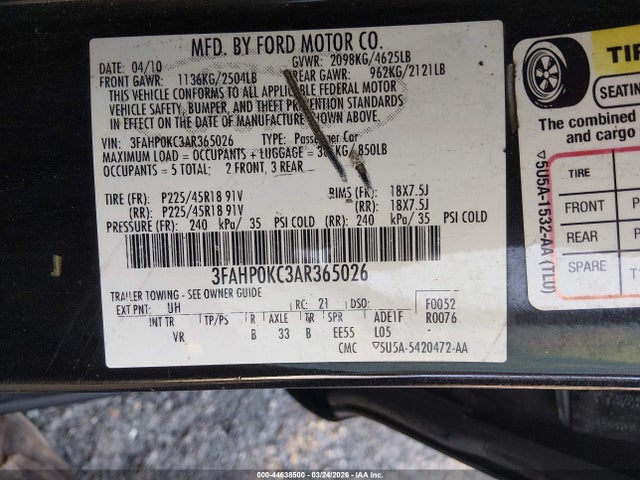 MFD. BY FORD MOTOR CO.
DATE: 04/10 GVWR: 2098KG/4625LB
FRONT GAWR: 1136KG/2504LB REAR GAWR: 962KG/2121LB
THIS VEHICLE CONFORMS TO ALL APPLICABLE FEDERAL MOTOR
VEHICLE SAFETY, BUMPER, AND THEFT PREVENTION STANDARDS
IN EFFECT ON THE DATE OF MANUFACTURE SHOWN ABOVE.
VIN: 3FAHP0KC3AR365026 TYPE: Passenger Car
MAXIMUM LOAD = OCCUPANTS + LUGGAGE = KG/850LB
OCCUPANTS = 5 TOTAL: 2 FRONT, 3 REAR
TIRE (FR): P225/45R18 91V RIMS (FR): 18X7.5J
(RR): P225/45R18 91V (RR): 18X7.5J
PRESSURE (FR): 240 kPa/ 35 PSI COLD (RR): 240 kPa/ 35 PSI COLD
3FAHP0KC3AR365026
TRAILER TOWING - SEE OWNER GUIDE
EXT PNT: UH RC: 21 DSO: F0052
R0076
INT TR TP/PS R AXLE TR SPR ADE1F
VR B 33 B EE55 L05
CMC ▽5U5A-5420472-AA
TIR
SEATIN
The combined
and cargo
TIRE
FRONT P
REAR P
▽5U5A-1532-AA (TLU)
000-44638500 - 03/24/2026 - IAA, Inc.